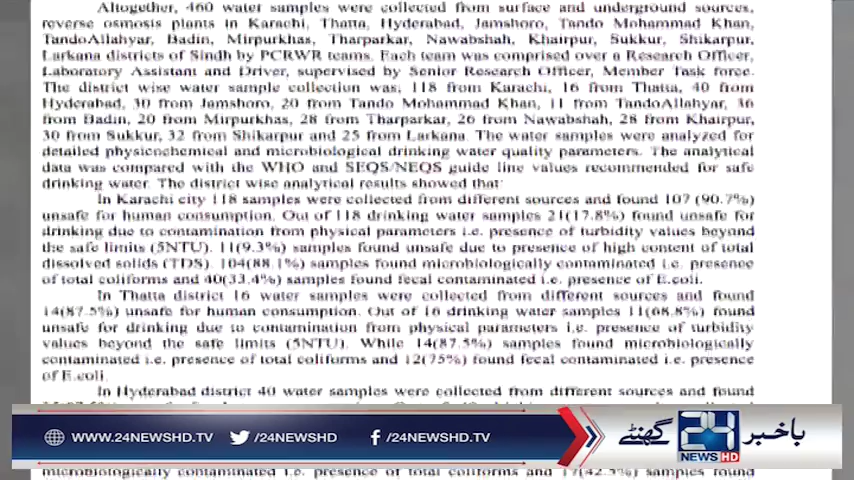 Altogether, 460 water samples were collected from surface and underground sources,
reverse osmosis plants in Karachi, Thatta, Hyderabad, Jamshoro, Tando Mohammad Khan,
TandoAllahyar, Badin, Mirpurkhas, Tharparkar, Nawabshah, Khairpur, Sukkur, Shikarpur,
Larkana districts of Sindh by PCRWR teams. Each team was comprised over a Research Officer,
Laboratory Assistant and Driver, supervised by Senior Research Officer, Member Task force.
The district wise water sample collection was, 118 from Karachi, 16 from Thatta, 40 from
Hyderabad, 30 from Jamshoro, 20 from Tando Mohammad Khan, 11 from TandoAllahyar, 36
from Badin, 20 from Mirpurkhas, 28 from Tharparkar, 26 from Nawabshah, 28 from Khairpur,
30 from Sukkur, 32 from Shikarpur and 25 from Larkana. The water samples were analyzed for
detailed physicochemical and microbiological drinking water quality parameters. The analytical
data was compared with the WHO and SEQS/NEQS guide line values recommended for safe
drinking water. The district wise analytical results showed that:
In Karachi city 118 samples were collected from different sources and found 107 (90.7%)
unsafe for human consumption. Out of 118 drinking water samples 21(17.8%) found unsafe for
drinking due to contamination from physical parameters i.e. presence of turbidity values beyond
the safe limits (5NTU). 11(9.3%) samples found unsafe due to presence of high content of total
dissolved solids (TDS). 104(88.1%) samples found microbiologically contaminated i.e. presence
of total coliforms and 40(33.4%) samples found fecal contaminated i.e. presence of E.coli.
In Thatta district 16 water samples were collected from different sources and found
14(87.5%) unsafe for human consumption. Out of 16 drinking water samples 11(68.8%) found
unsafe for drinking due to contamination from physical parameters i.e. presence of turbidity
values beyond the safe limits (5NTU). While 14(87.5%) samples found microbiologically
contaminated i.e. presence of total coliforms and 12(75%) found fecal contaminated i.e. presence
of E.coli.
In Hyderabad district 40 water samples were collected from different sources and found
WWW.24NEWSHD.TV /24NEWSHD /24NEWSHD باخبر 24 گھنٹے
NEWS HD
microbiologically contaminated i.e. presence of total coliforms and 17(42.5%) samples found